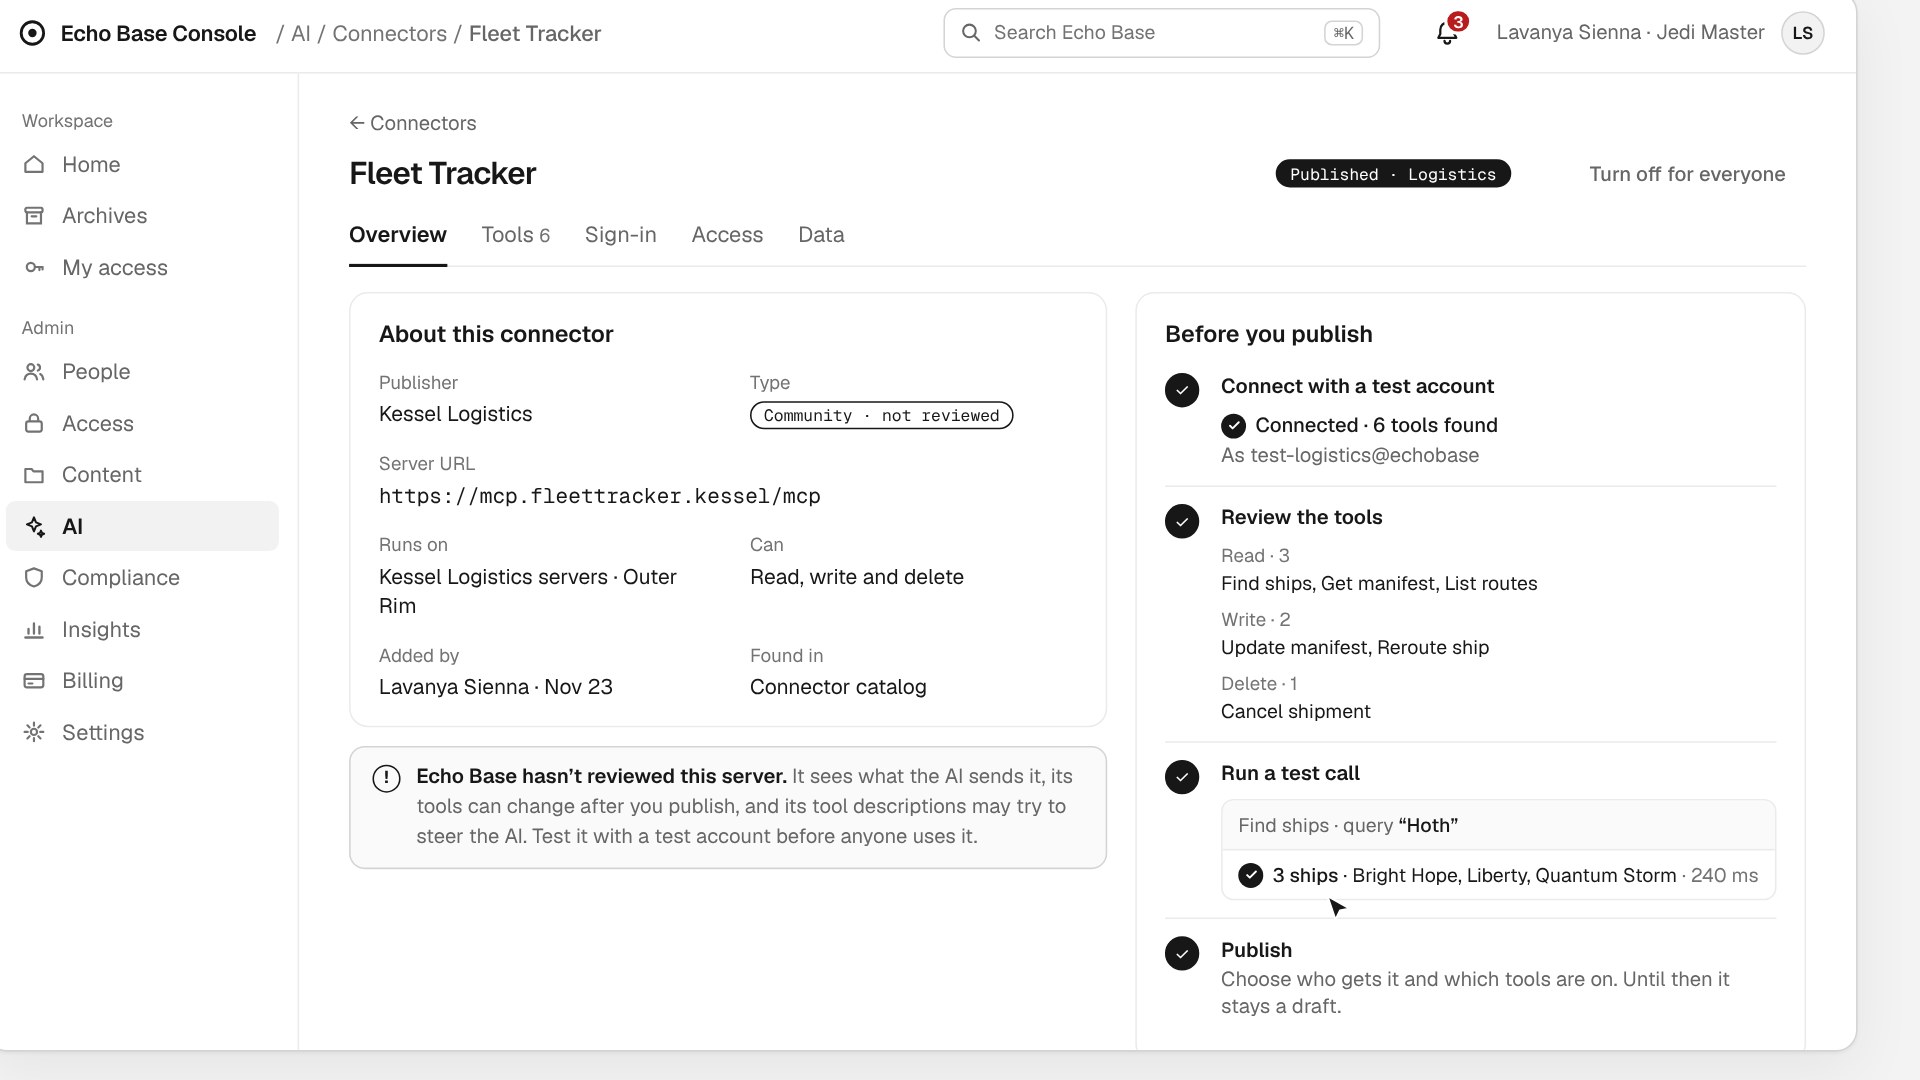 Echo Base Console / AI / Connectors / Fleet Tracker
Search Echo Base ⌘K
3
Lavanya Sienna · Jedi Master LS
Workspace
Home
Archives
My access
Admin
People
Access
Content
AI
Compliance
Insights
Billing
Settings
← Connectors
Fleet Tracker
Published · Logistics
Turn off for everyone
Overview Tools 6 Sign-in Access Data
About this connector
Publisher
Kessel Logistics
Type
Community · not reviewed
Server URL
https://mcp.fleettracker.kessel/mcp
Runs on
Kessel Logistics servers · Outer
Rim
Can
Read, write and delete
Added by
Lavanya Sienna · Nov 23
Found in
Connector catalog
Echo Base hasn’t reviewed this server. It sees what the AI sends it, its
tools can change after you publish, and its tool descriptions may try to
steer the AI. Test it with a test account before anyone uses it.
Before you publish
Connect with a test account
Connected · 6 tools found
As test-logistics@echobase
Review the tools
Read · 3
Find ships, Get manifest, List routes
Write · 2
Update manifest, Reroute ship
Delete · 1
Cancel shipment
Run a test call
Find ships · query “Hoth”
3 ships · Bright Hope, Liberty, Quantum Storm · 240 ms
Publish
Choose who gets it and which tools are on. Until then it
stays a draft.